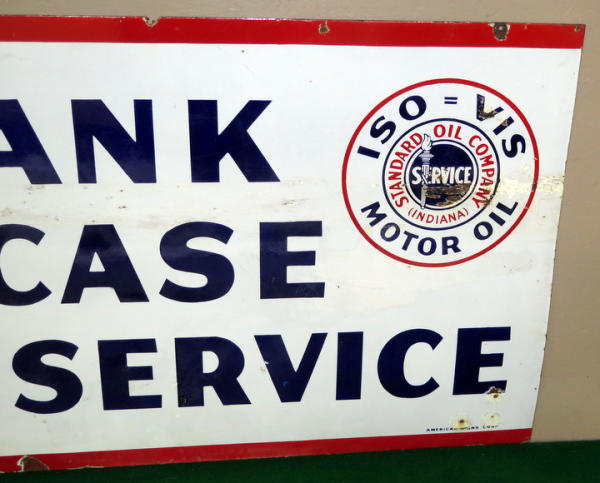 ANK
CASE
SERVICE
ISO=VIS
MOTOR OIL
STANDARD OIL COMPANY
(INDIANA)
SERVICE